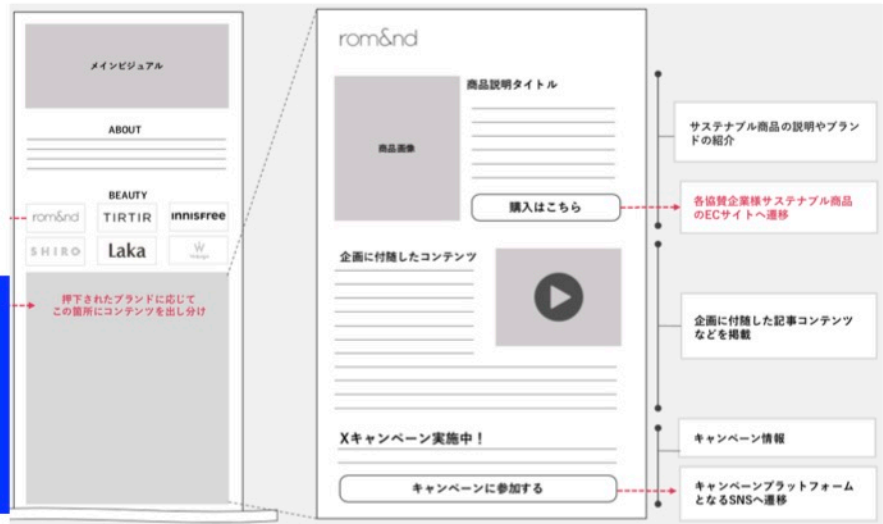 メインビジュアル
ABOUT
BEAUTY
rom&nd
TIRTIR
innisfree
SHIRO
Laka
押下されたブランドに応じて
この箇所にコンテンツを出し分け
rom&nd
商品画像
商品説明タイトル
購入はこちら
企画に付随したコンテンツ
Xキャンペーン実施中！
キャンペーンに参加する
サステナブル商品の説明やブラン
ドの紹介
各協賛企業様サステナブル商品
のECサイトへ遷移
企画に付随した記事コンテンツ
などを掲載
キャンペーン情報
キャンペーンプラットフォーム
となるSNSへ遷移